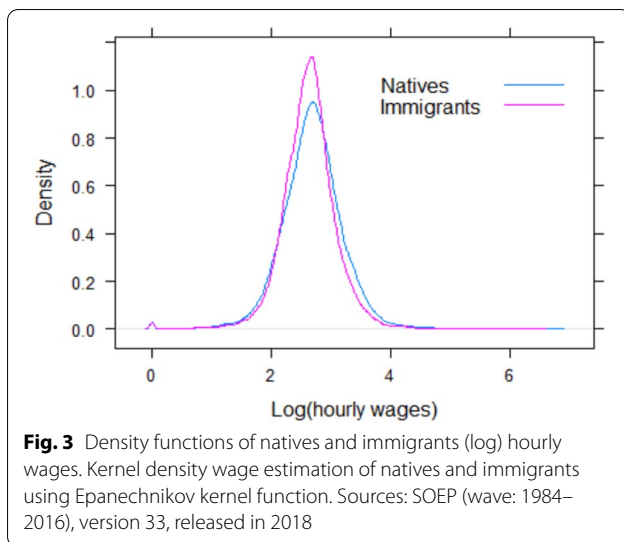 Natives
Immigrants
1.0
0.8
0.6
0.4
0.2
0.0
Density
0 2 4 6
Log(hourly wages)
Fig. 3 Density functions of natives and immigrants (log) hourly
wages. Kernel density wage estimation of natives and immigrants
using Epanechnikov kernel function. Sources: SOEP (wave: 1984–
2016), version 33, released in 2018